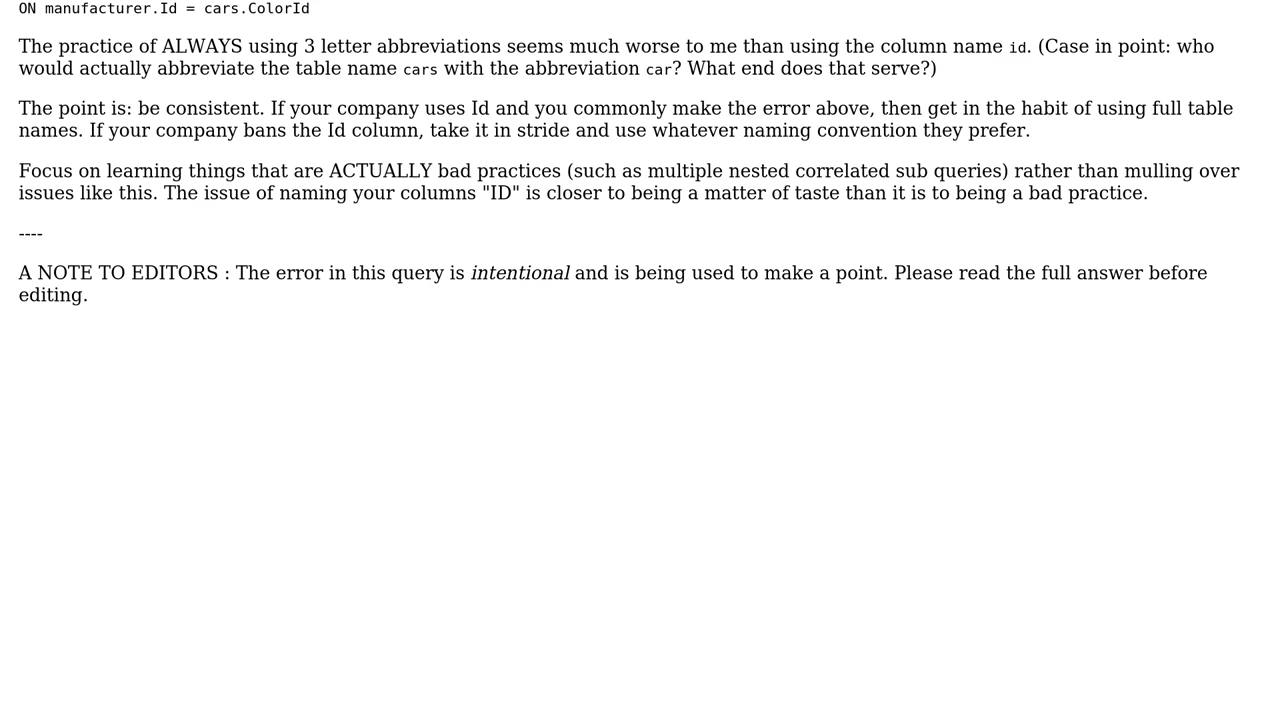 ON manufacturer.Id = cars.ColorId
The practice of ALWAYS using 3 letter abbreviations seems much worse to me than using the column name id. (Case in point: who
would actually abbreviate the table name cars with the abbreviation car? What end does that serve?)
The point is: be consistent. If your company uses Id and you commonly make the error above, then get in the habit of using full table
names. If your company bans the Id column, take it in stride and use whatever naming convention they prefer.
Focus on learning things that are ACTUALLY bad practices (such as multiple nested correlated sub queries) rather than mulling over
issues like this. The issue of naming your columns "ID" is closer to being a matter of taste than it is to being a bad practice.
----
A NOTE TO EDITORS : The error in this query is intentional and is being used to make a point. Please read the full answer before
editing.